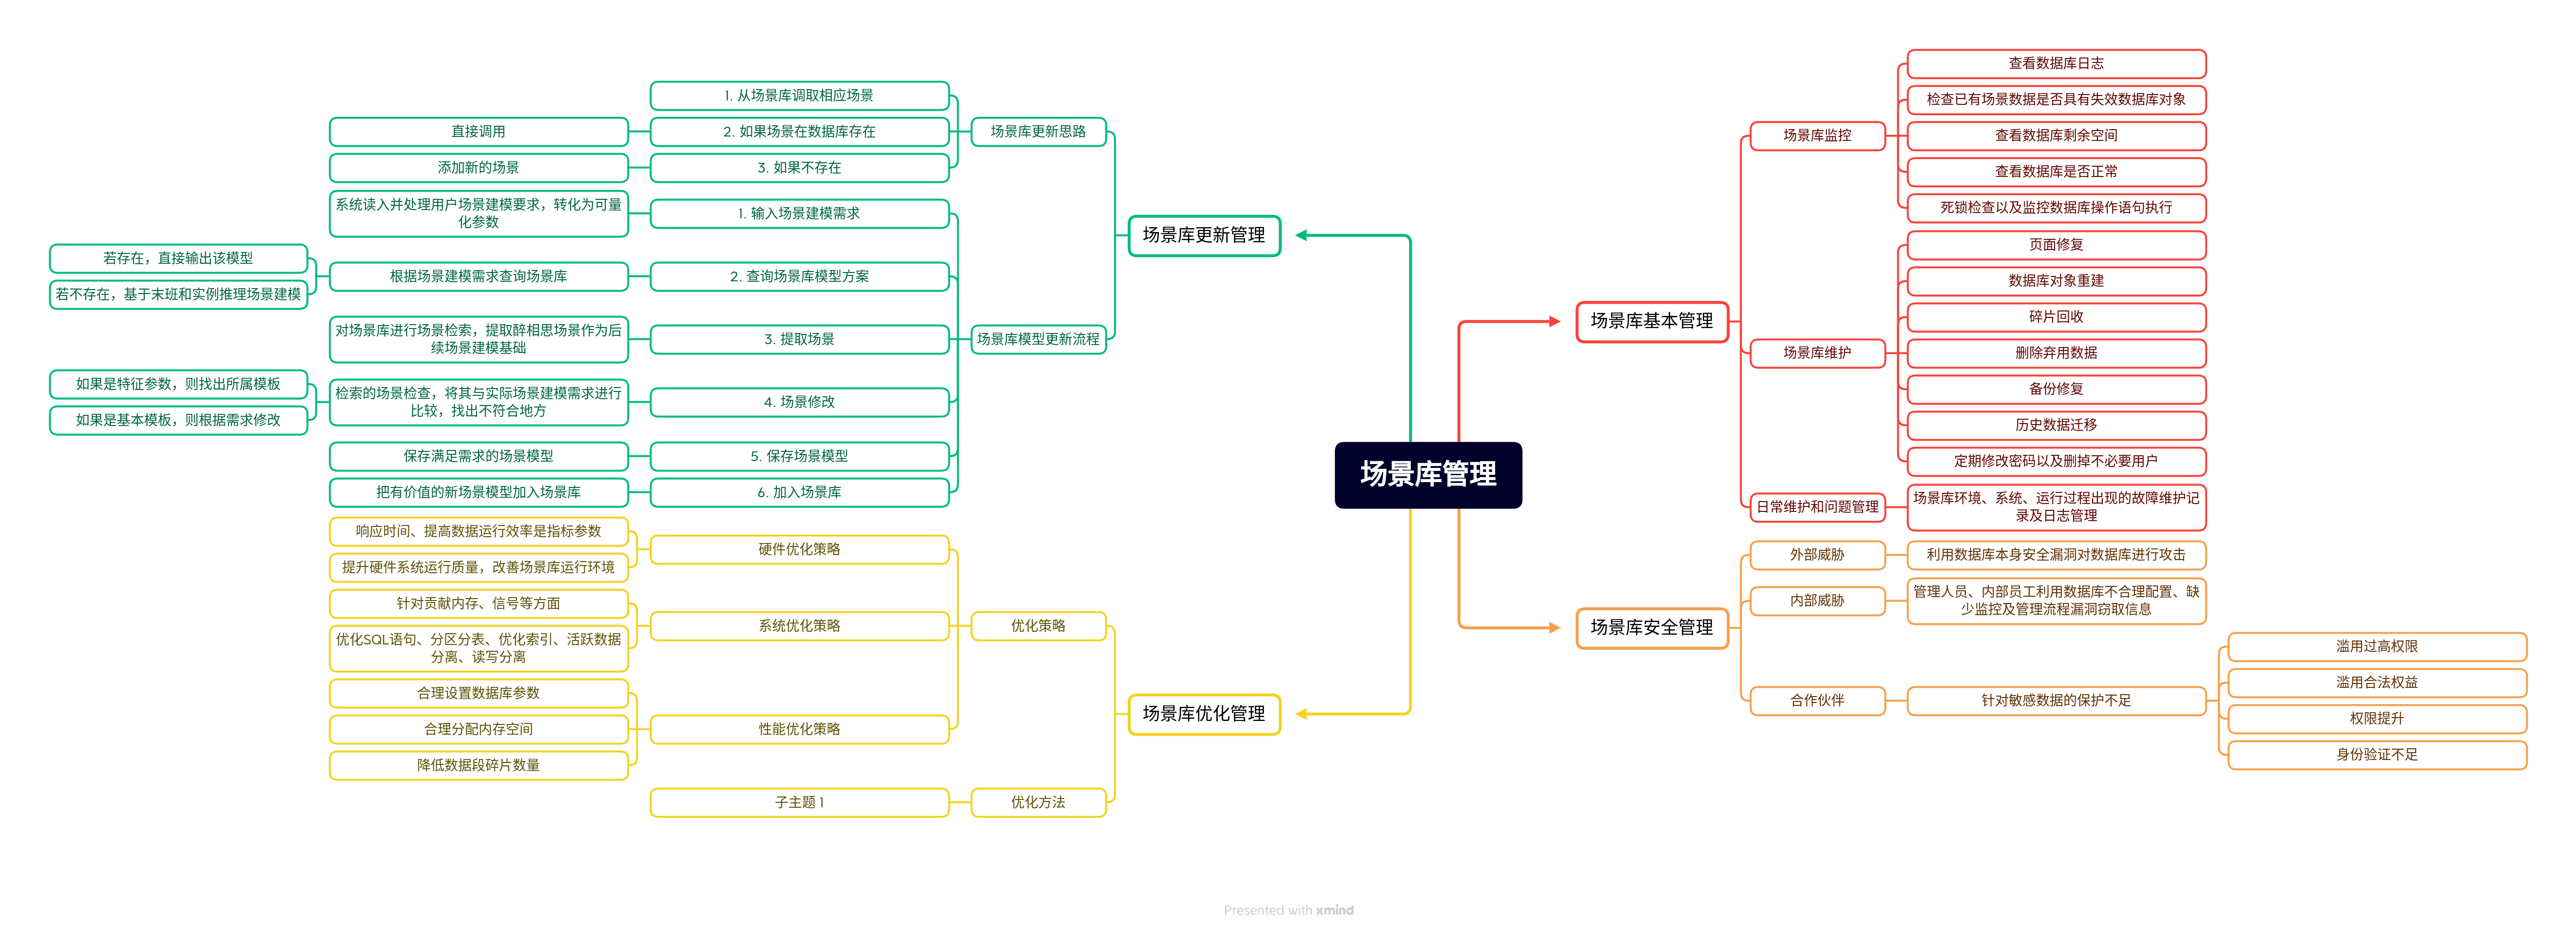 场景库管理
场景库基本管理
场景库监控
查看数据库日志
检查已有场景数据是否具有失效数据库对象
查看数据库剩余空间
查看数据库是否正常
死锁检查以及监控数据库操作语句执行
场景库维护
页面修复
数据库对象重建
碎片回收
删除弃用数据
备份修复
历史数据迁移
定期修改密码以及删掉不必要用户
日常维护和问题管理
场景库环境、系统、运行过程出现的故障维护记
录及日志管理
场景库安全管理
外部威胁
利用数据库本身安全漏洞对数据库进行攻击
内部威胁
管理人员、内部员工利用数据库不合理配置、缺
少监控及管理流程漏洞窃取信息
合作伙伴
针对敏感数据的保护不足
滥用过高权限
滥用合法权益
权限提升
身份验证不足
场景库更新管理
场景库更新思路
1. 从场景库调取相应场景
2. 如果场景在数据库存在
直接调用
3. 如果不存在
添加新的场景
场景库模型更新流程
1. 输入场景建模需求
系统读入并处理用户场景建模要求，转化为可量
化参数
2. 查询场景库模型方案
根据场景建模需求查询场景库
若存在，直接输出该模型
若不存在，基于末班和实例推理场景建模
3. 提取场景
对场景库进行场景检索，提取醉相思场景作为后
续场景建模基础
4. 场景修改
检索的场景检查，将其与实际场景建模需求进行
比较，找出不符合地方
如果是特征参数，则找出所属模板
如果是基本模板，则根据需求修改
5. 保存场景模型
保存满足需求的场景模型
6. 加入场景库
把有价值的新场景模型加入场景库
场景库优化管理
优化策略
硬件优化策略
响应时间、提高数据运行效率是指标参数
提升硬件系统运行质量，改善场景库运行环境
系统优化策略
针对贡献内存、信号等方面
优化SQL语句、分区分表、优化索引、活跃数据
分离、读写分离
性能优化策略
合理设置数据库参数
合理分配内存空间
降低数据段碎片数量
优化方法
子主题 1
Presented with xmind